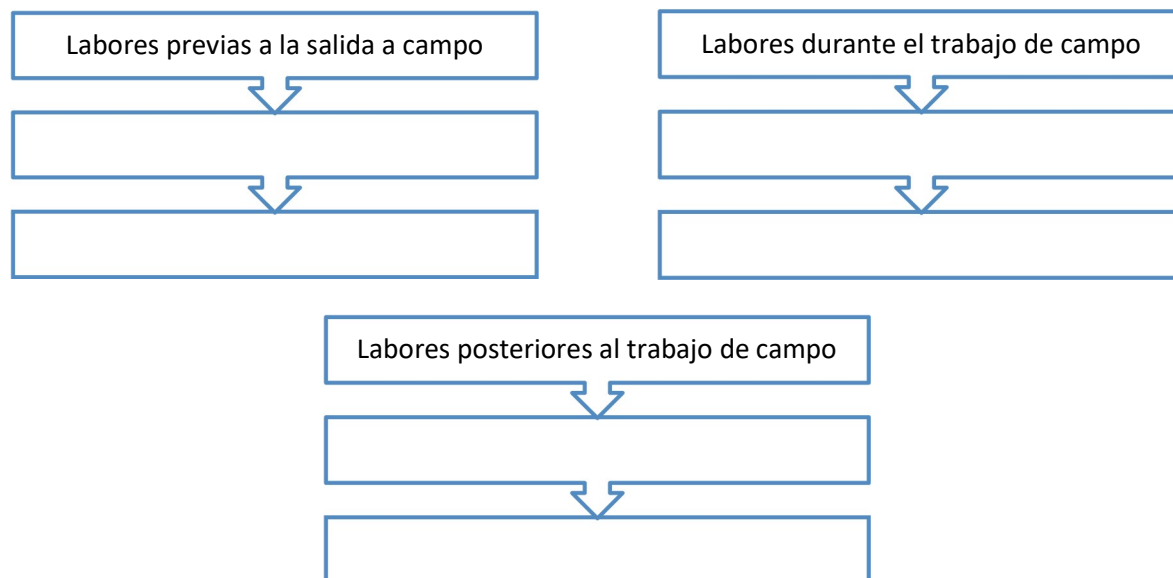 Labores previas a la salida a campo
Labores durante el trabajo de campo
Labores posteriores al trabajo de campo